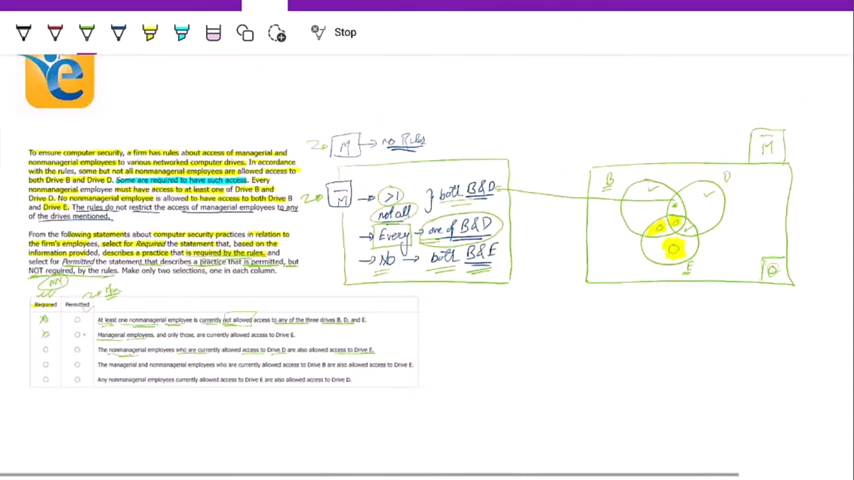 Stop
To ensure computer security, a firm has rules about access of managerial and
nonmanagerial employees to various networked computer drives. In accordance
with the rules, some but not all nonmanagerial employees are allowed access to
both Drive B and Drive D. Some are required to have such access. Every
nonmanagerial employee must have access to at least one of Drive B and
Drive D. No nonmanagerial employee is allowed to have access to both Drive B
and Drive E. The rules do not restrict the access of managerial employees to any
of the drives mentioned.
From the following statements about computer security practices in relation to
the firm's employees, select for Required the statement that, based on the
information provided, describes a practice that is required by the rules, and
select for Permitted the statement that describes a practice that is permitted, but
NOT required, by the rules. Make only two selections, one in each column.
Required Permitted
At least one nonmanagerial employee is currently not allowed access to any of the three drives B, D, and E.
Managerial employees, and only those, are currently allowed access to Drive E.
The nonmanagerial employees who are currently allowed access to Drive D are also allowed access to Drive E.
The managerial and nonmanagerial employees who are currently allowed access to Drive B are also allowed access to Drive E.
Any nonmanagerial employees currently allowed access to Drive E are also allowed access to Drive D.
M → no Rules
M → >1 both B&D
not all
→ Every → one of B&D
→ No → both B&E
M
B D
E